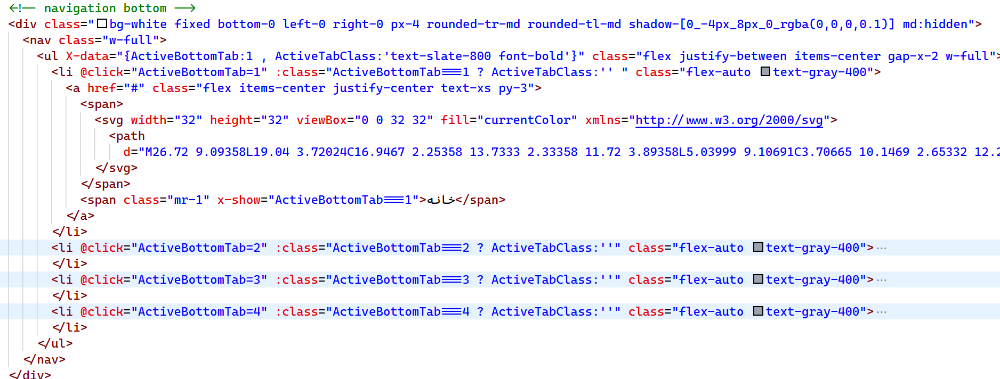 <!-- navigation bottom -->
<div class="bg-white fixed bottom-0 left-0 right-0 px-4 rounded-tr-md rounded-tl-md shadow-[0_-4px_8px_0_rgba(0,0,0,0.1)] md:hidden">
<nav class="w-full">
<ul X-data="{ActiveBottomTab:1 , ActiveTabClass:'text-slate-800 font-bold'}" class="flex justify-between items-center gap-x-2 w-full">
<li @click="ActiveBottomTab=1" :class="ActiveBottomTab===1 ? ActiveTabClass:'' " class="flex-auto text-gray-400">
<a href="#" class="flex items-center justify-center text-xs py-3">
<span>
<svg width="32" height="32" viewBox="0 0 32 32" fill="currentColor" xmlns="http://www.w3.org/2000/svg">
<path
d="M26.72 9.09358L19.04 3.72024C16.9467 2.25358 13.7333 2.33358 11.72 3.89358L5.03999 9.10691C3.70665 10.1469 2.65332 12.2
</svg>
</span>
<span class="mr-1" x-show="ActiveBottomTab===1">خانه</span>
</a>
</li>
<li @click="ActiveBottomTab=2" :class="ActiveBottomTab===2 ? ActiveTabClass:''" class="flex-auto text-gray-400">···
</li>
<li @click="ActiveBottomTab=3" :class="ActiveBottomTab===3 ? ActiveTabClass:''" class="flex-auto text-gray-400">···
</li>
<li @click="ActiveBottomTab=4" :class="ActiveBottomTab===4 ? ActiveTabClass:''" class="flex-auto text-gray-400">···
</li>
</ul>
</nav>
</div>